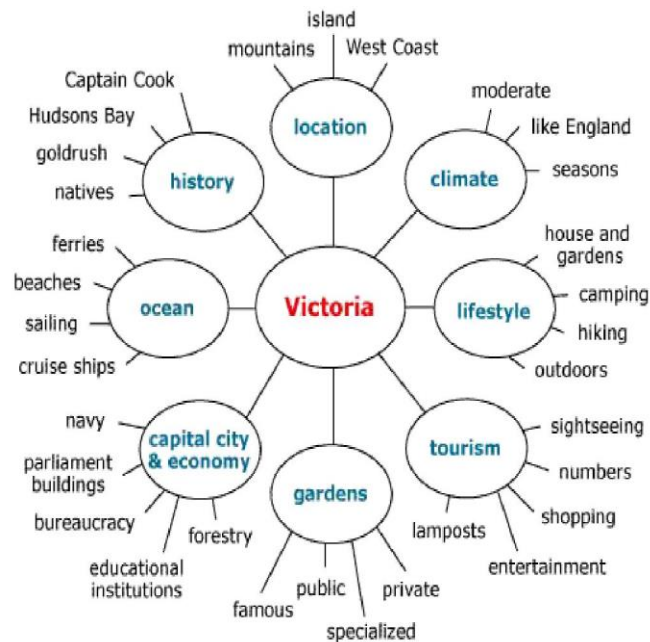 island
mountains
West Coast
location
Captain Cook
Hudsons Bay
goldrush
natives
history
moderate
like England
seasons
climate
ferries
beaches
sailing
cruise ships
ocean
Victoria
house and
gardens
camping
hiking
outdoors
lifestyle
navy
parliament
buildings
bureaucracy
educational
institutions
forestry
capital city
& economy
gardens
famous
public
specialized
private
tourism
sightseeing
numbers
shopping
entertainment
lamposts